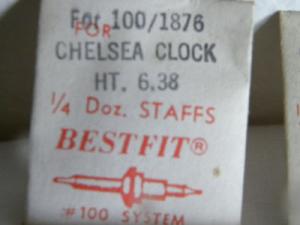 For 100/1876
FOR
CHELSEA CLOCK
HT. 6.38
1/4 Doz. STAFFS
BESTFIT®
#100 SYSTEM